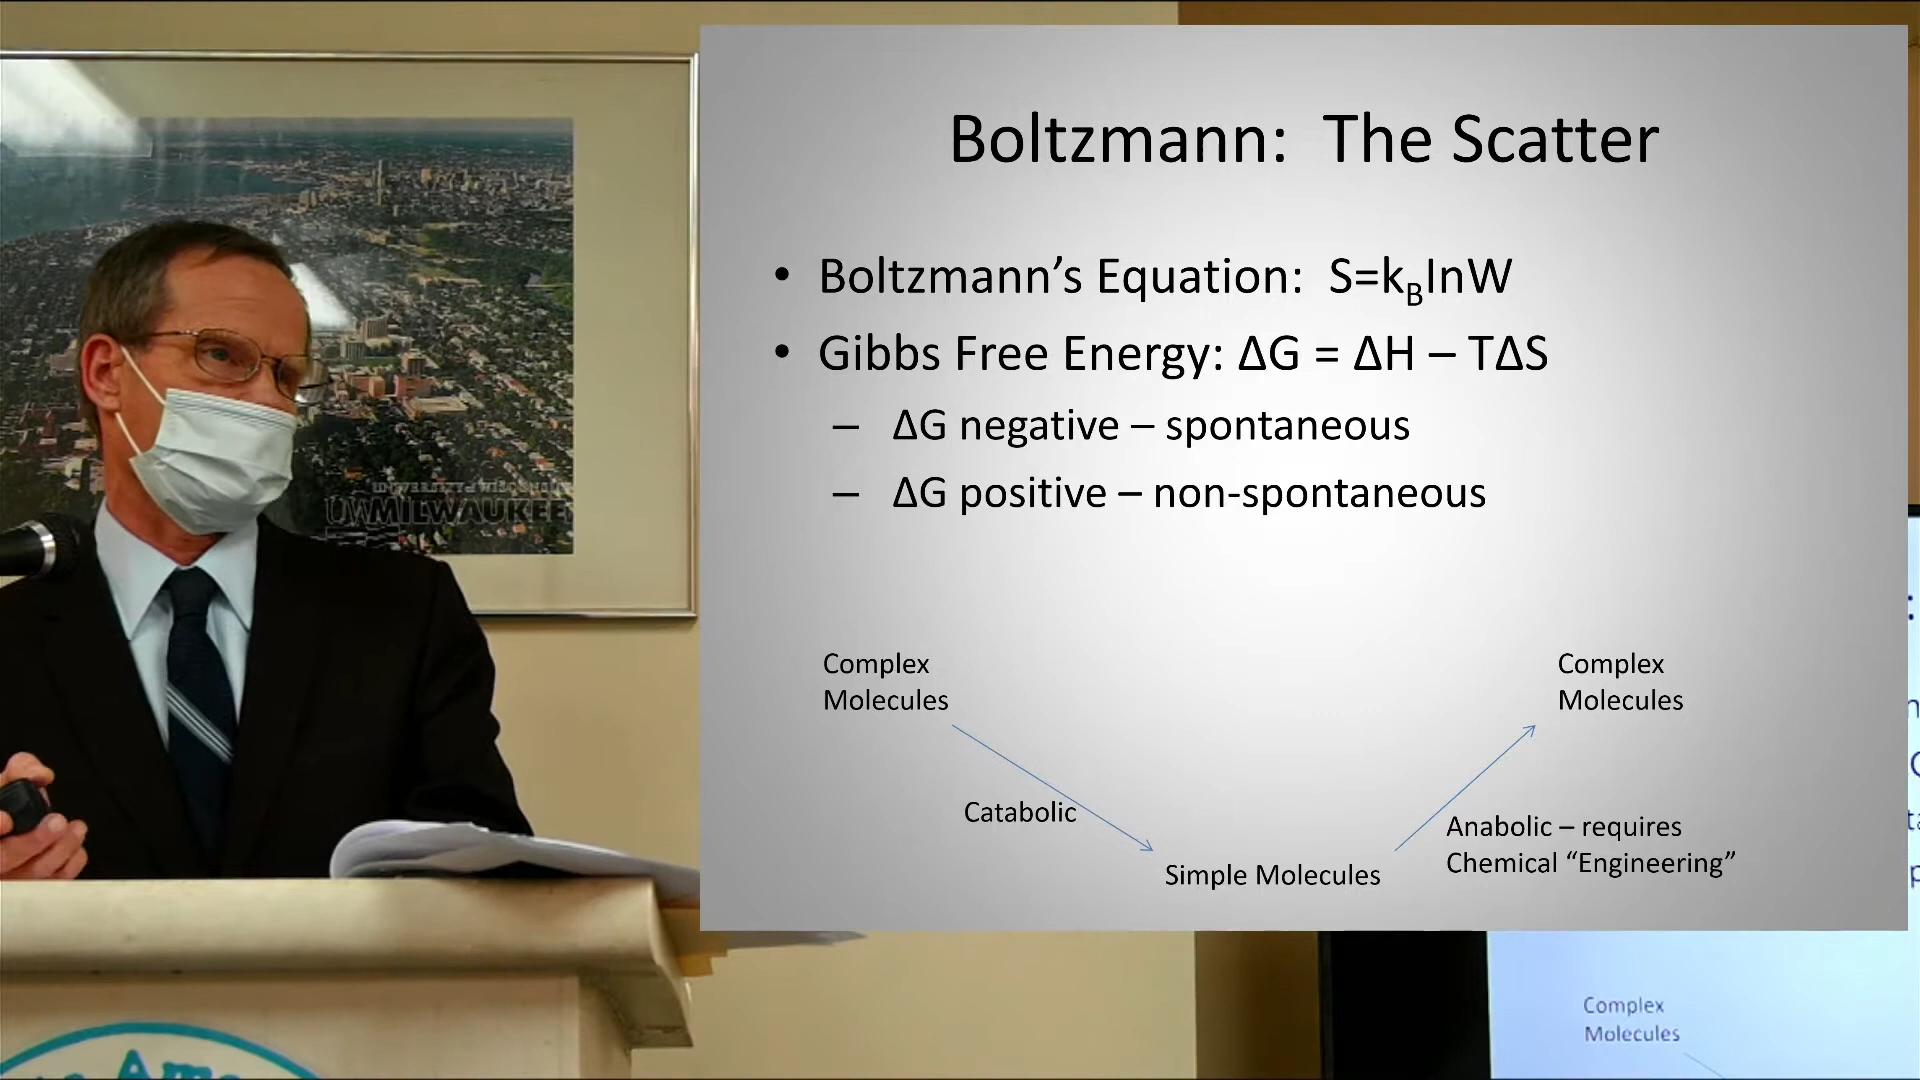 Boltzmann: The Scatter
• Boltzmann’s Equation: S=kBInW
• Gibbs Free Energy: ΔG = ΔH – TΔS
– ΔG negative – spontaneous
– ΔG positive – non-spontaneous
Complex
Molecules
Complex
Molecules
Catabolic
Simple Molecules
Anabolic – requires
Chemical “Engineering”
UWMILWAUKEE
Complex
Molecules